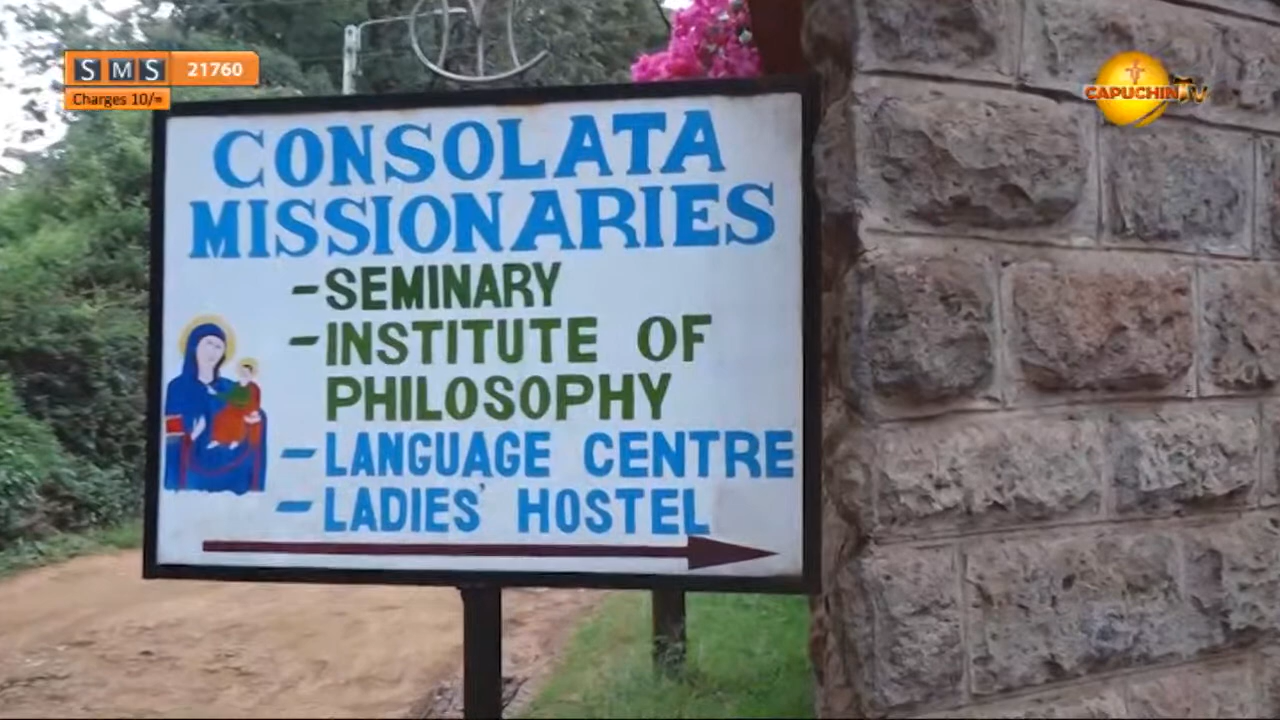 SMS 21760
Charges 10/=
CAPUCHIN TV
CONSOLATA
MISSIONARIES
-SEMINARY
-INSTITUTE OF
PHILOSOPHY
-LANGUAGE CENTRE
-LADIES' HOSTEL